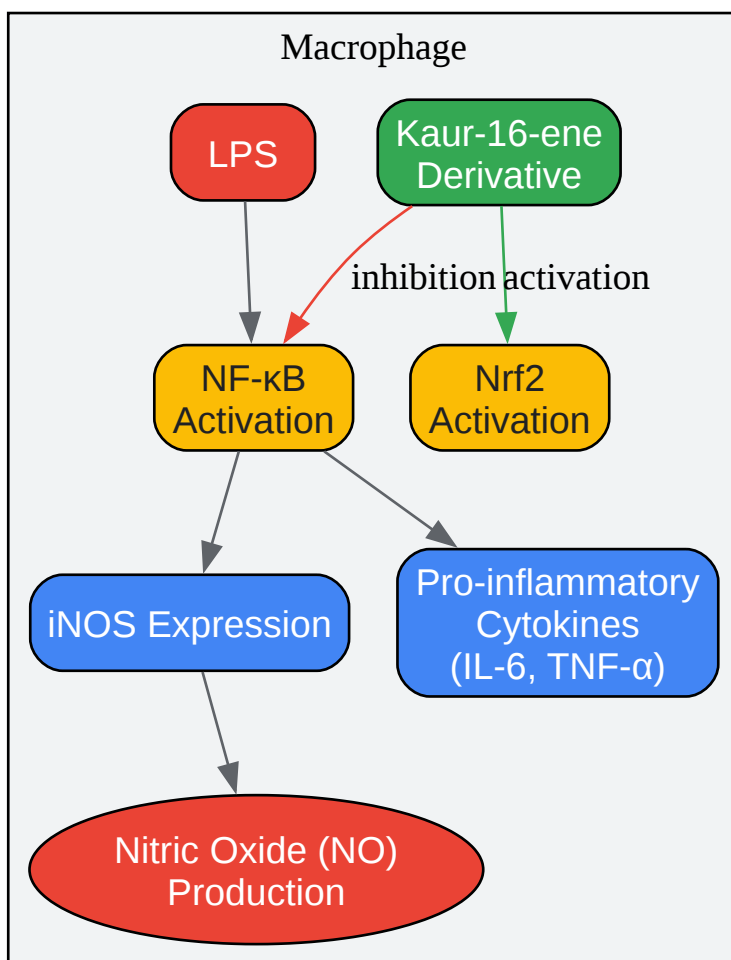 Macrophage
LPS
Kaur-16-ene
Derivative
inhibition
activation
NF-κB
Activation
Nrf2
Activation
iNOS Expression
Pro-inflammatory
Cytokines
(IL-6, TNF-α)
Nitric Oxide (NO)
Production